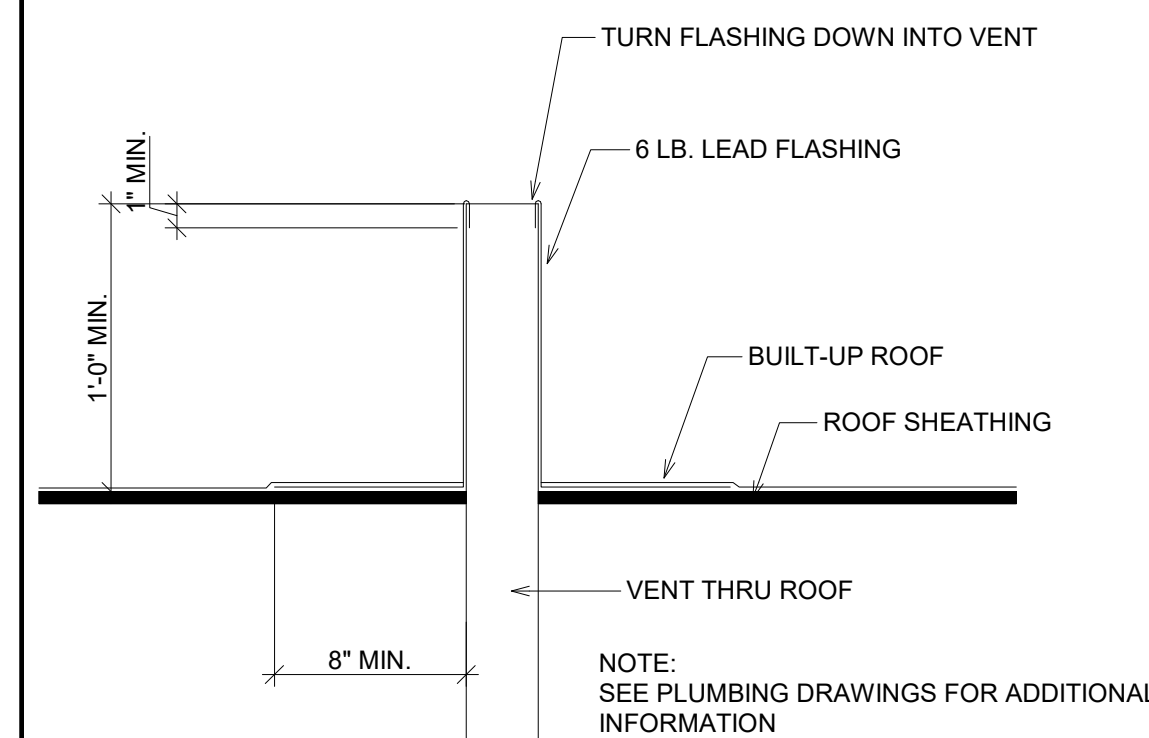 TURN FLASHING DOWN INTO VENT
6 LB. LEAD FLASHING
1" MIN.
1'-0" MIN.
BUILT-UP ROOF
ROOF SHEATHING
VENT THRU ROOF
8" MIN.
NOTE:
SEE PLUMBING DRAWINGS FOR ADDITIONAL
INFORMATION